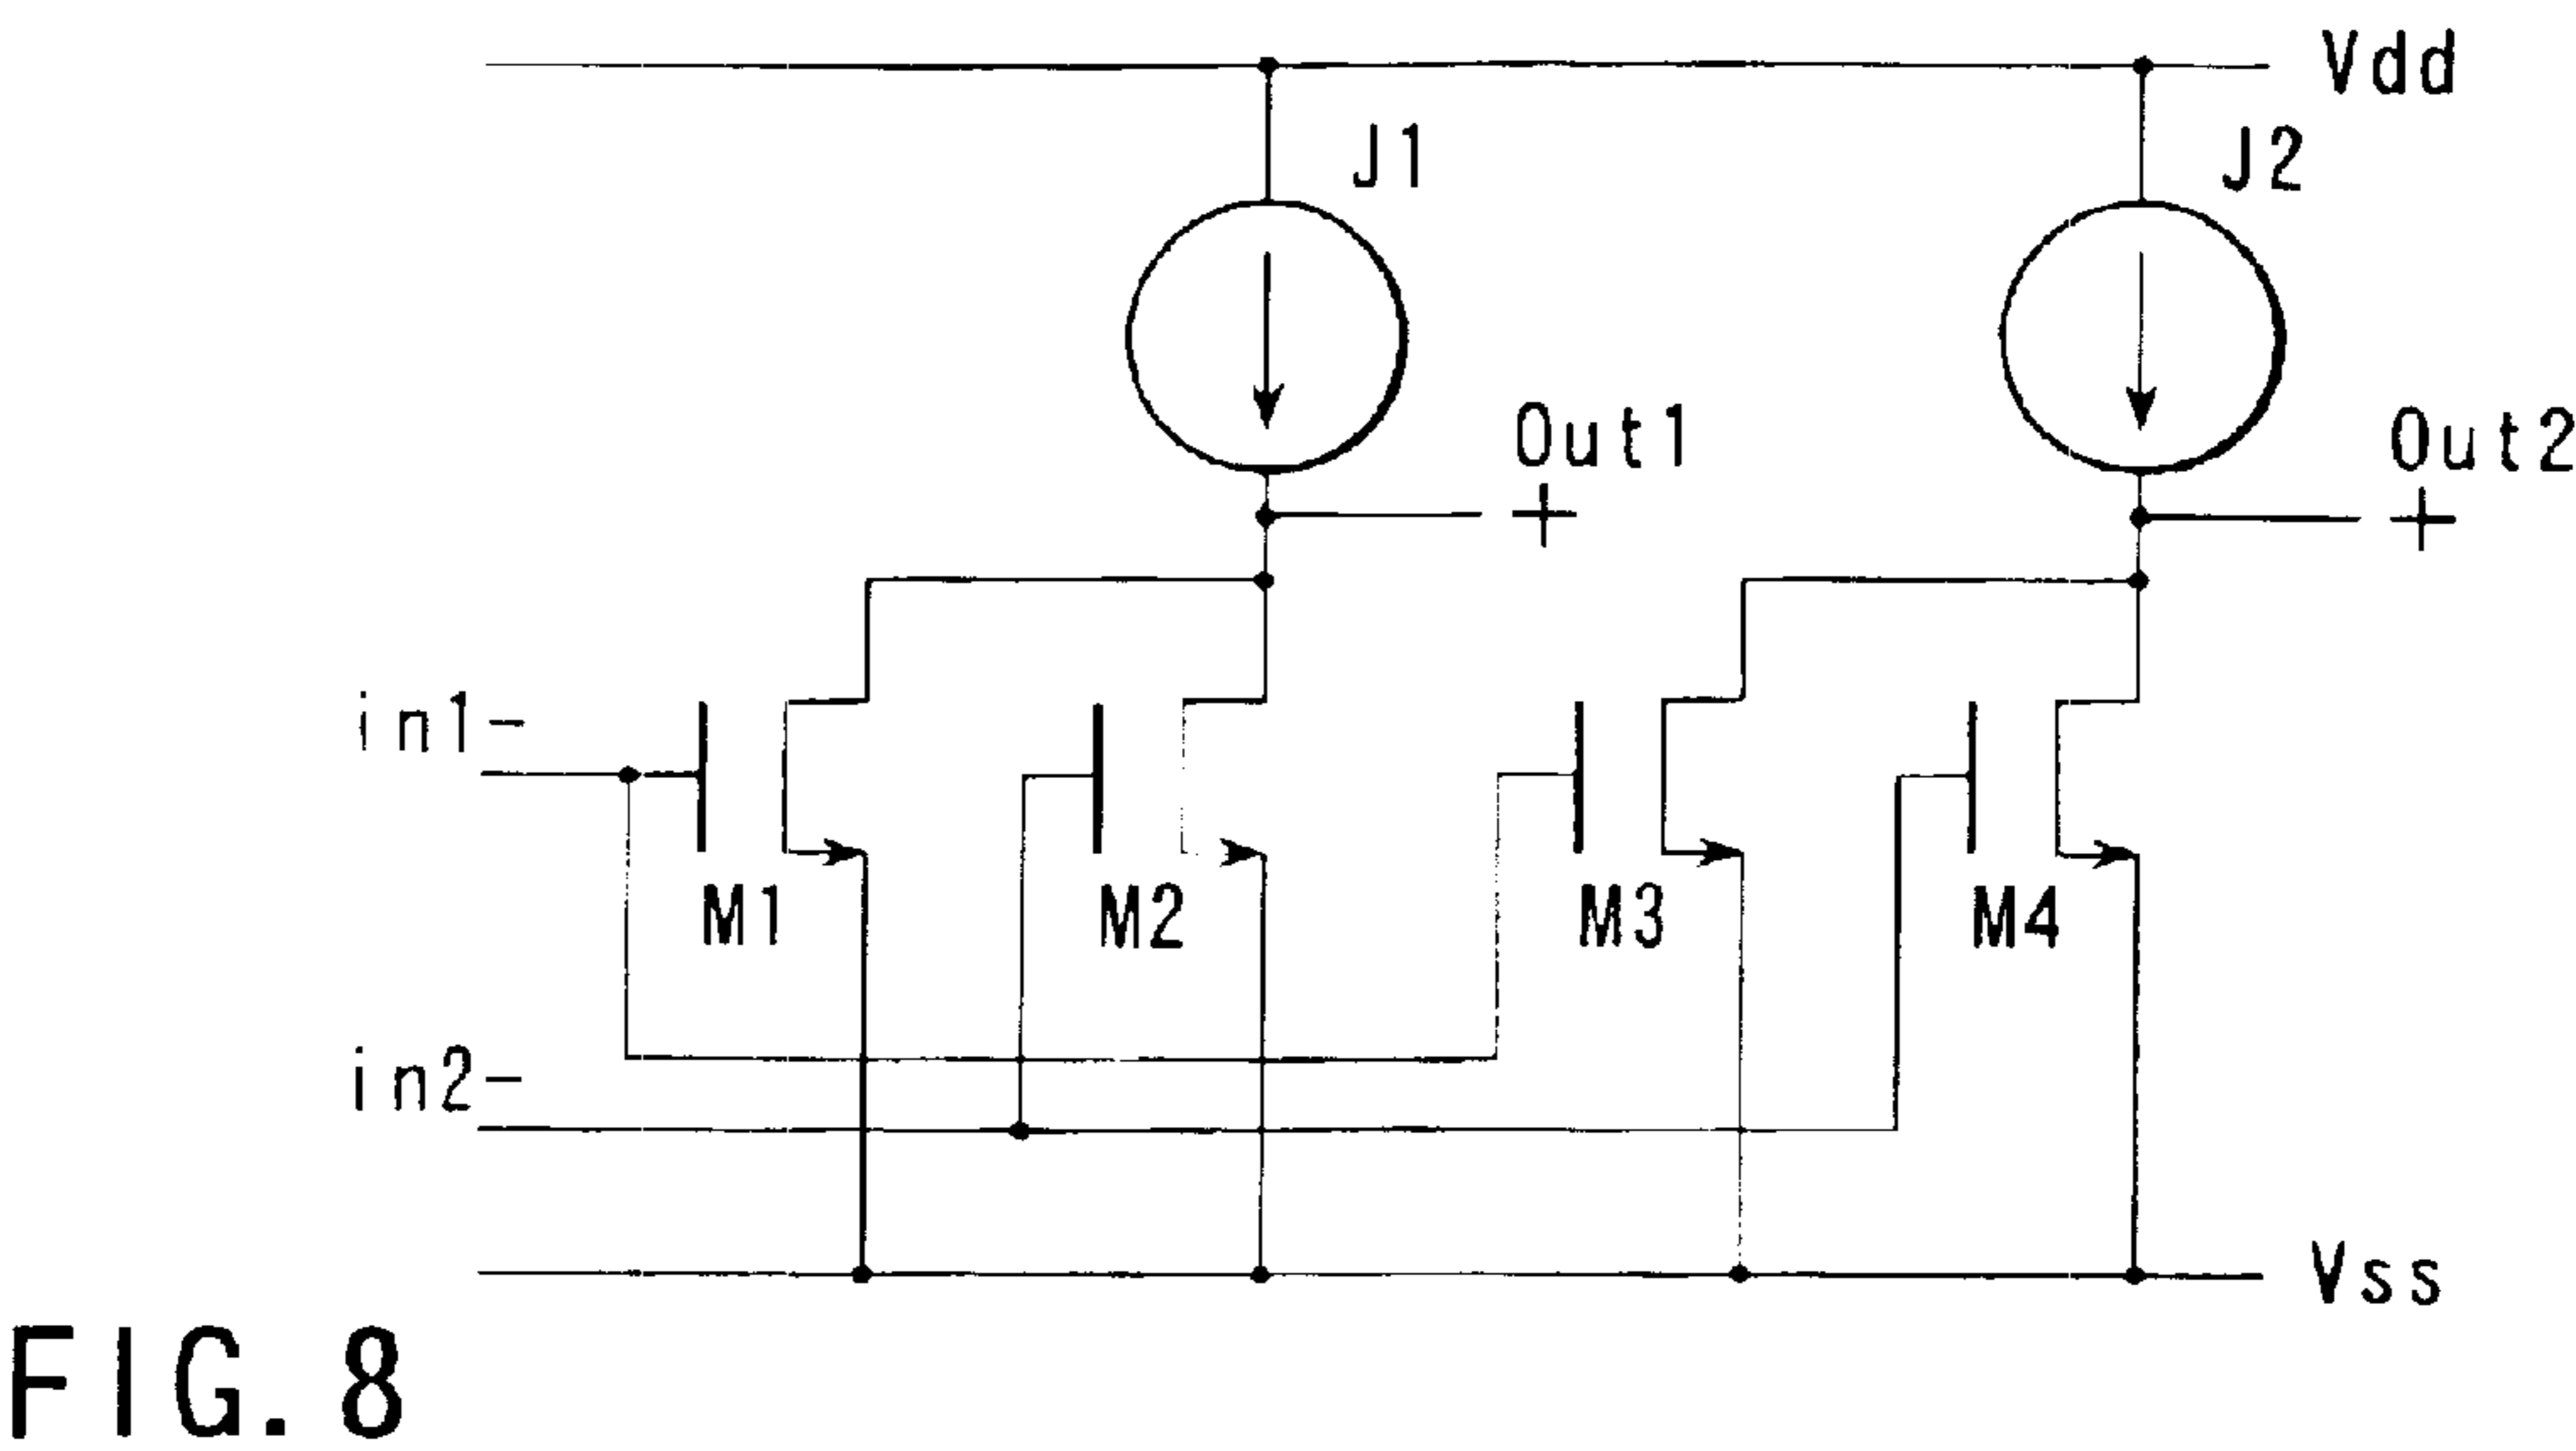 Vdd
J1
J2
Out1
+
Out2
+
in1-
M1
M2
M3
M4
in2-
Vss
FIG. 8